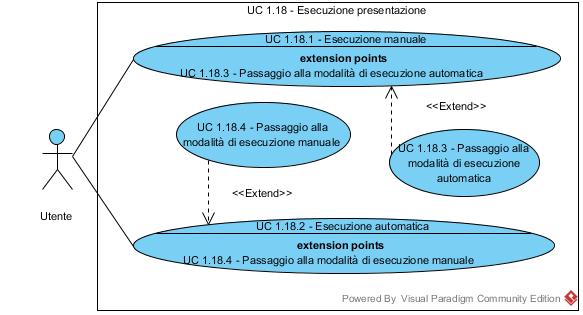 UC 1.18 - Esecuzione presentazione
UC 1.18.1 - Esecuzione manuale
extension points
UC 1.18.3 - Passaggio alla modalità di esecuzione automatica
<<Extend>>
UC 1.18.4 - Passaggio alla
modalità di esecuzione manuale
UC 1.18.3 - Passaggio alla
modalità di esecuzione
automatica
<<Extend>>
Utente
UC 1.18.2 - Esecuzione automatica
extension points
UC 1.18.4 - Passaggio alla modalità di esecuzione manuale
Powered By Visual Paradigm Community Edition